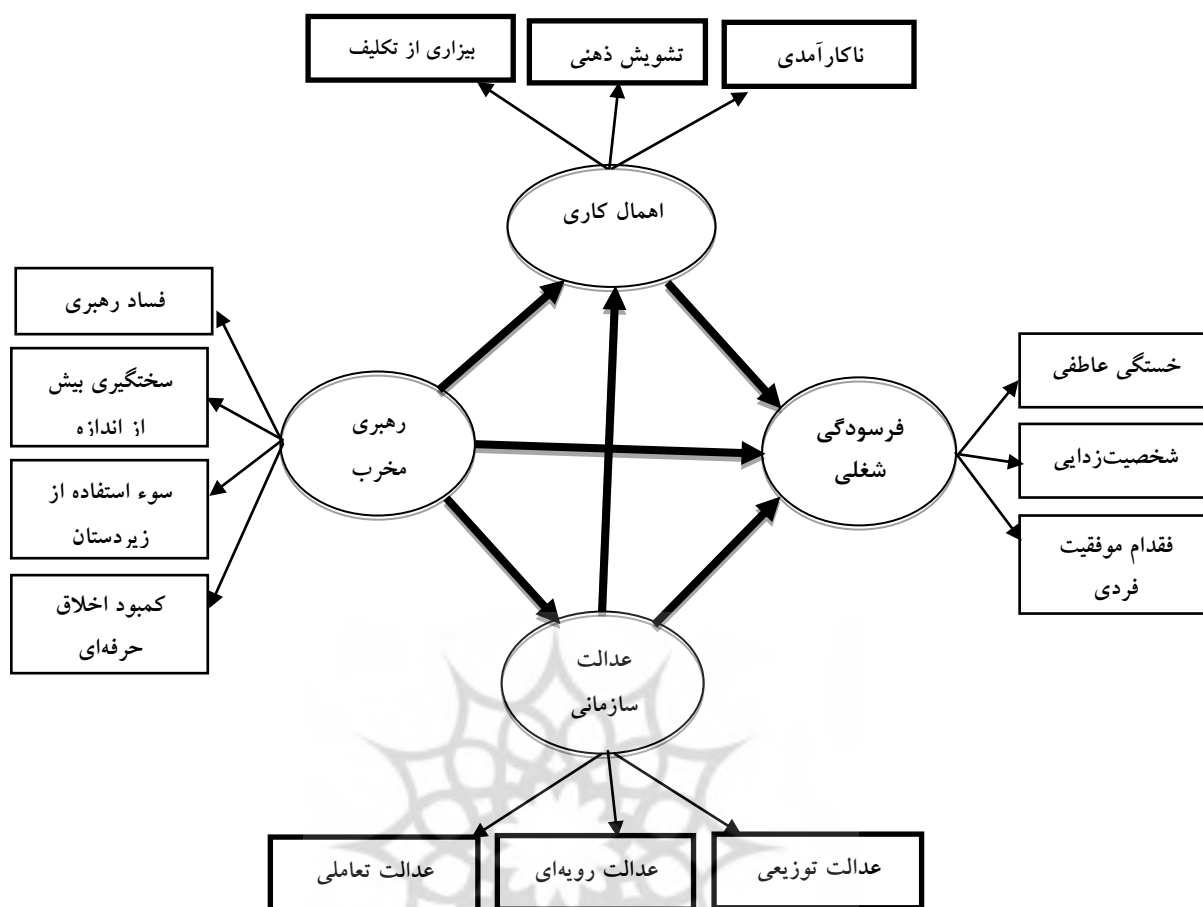 ناکارآمدی
تشویش ذهنی
بیزاری از تکلیف
اهمال کاری
فساد رهبری
سختگیری بیش
از اندازه
سوء استفاده از
زیردستان
کمبود اخلاق
حرفه‌ای
رهبری
مخرب
فرسودگی
شغلی
خستگی عاطفی
شخصیت‌زدایی
فقدام موفقیت
فردی
عدالت
سازمانی
عدالت توزیعی
عدالت رویه‌ای
عدالت تعاملی